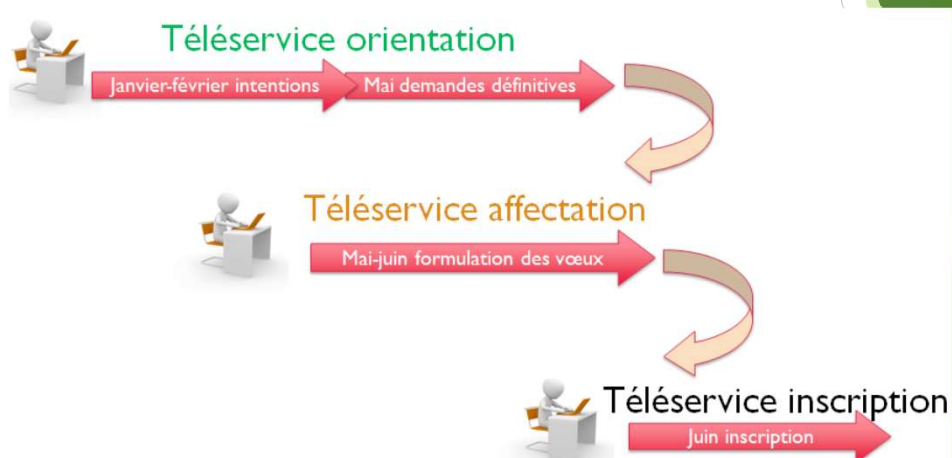 Téléservice orientation
Janvier-février intentions
Mai demandes définitives
Téléservice affectation
Mai-juin formulation des vœux
Téléservice inscription
Juin inscription